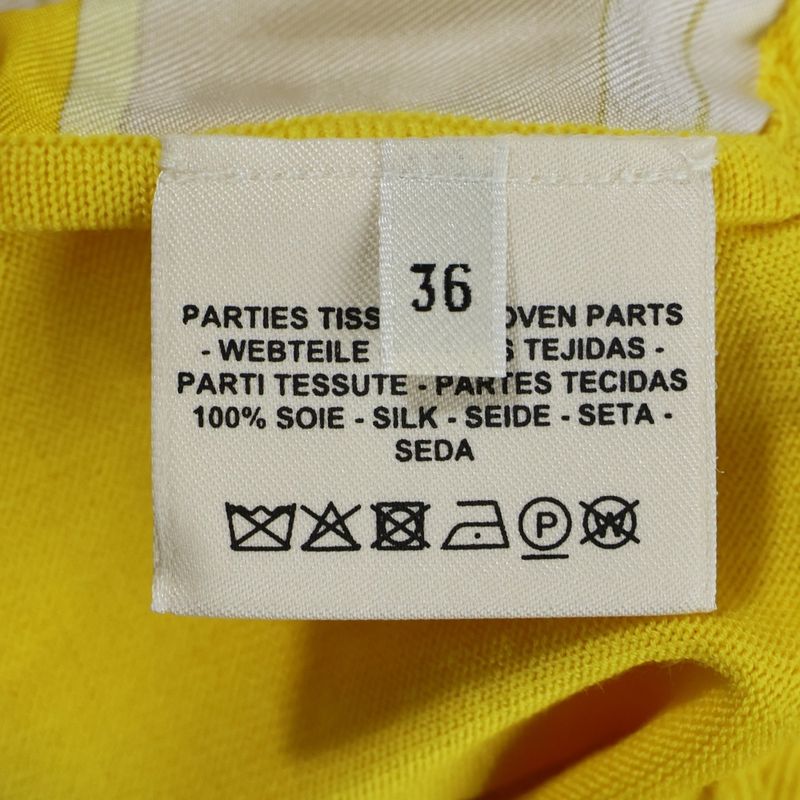 36
PARTIES TISS OVEN PARTS
- WEBTEILE S TEJIDAS -
PARTI TESSUTE - PARTES TECIDAS
100% SOIE - SILK - SEIDE - SETA -
SEDA
P W